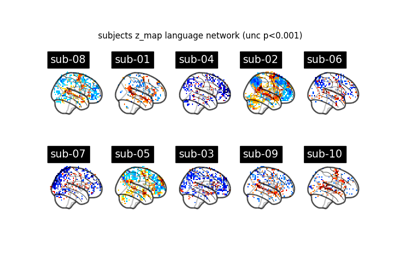 subjects z_map language network (unc p<0.001)
sub-08 sub-01 sub-04 sub-02 sub-06
sub-07 sub-05 sub-03 sub-09 sub-10